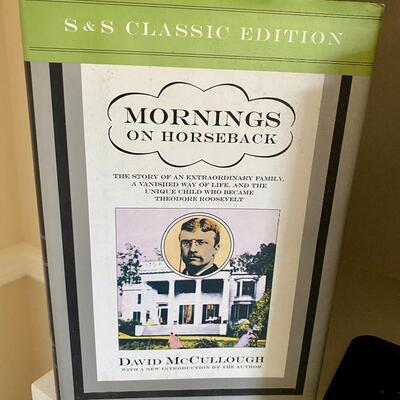 S&S CLASSIC EDITION
MORNINGS
ON HORSEBACK
THE STORY OF AN EXTRAORDINARY FAMILY,
A VANISHED WAY OF LIFE, AND THE
UNIQUE CHILD WHO BECAME
THEODORE ROOSEVELT
DAVID MCCULLOUGH
WITH A NEW INTRODUCTION BY THE AUTHOR